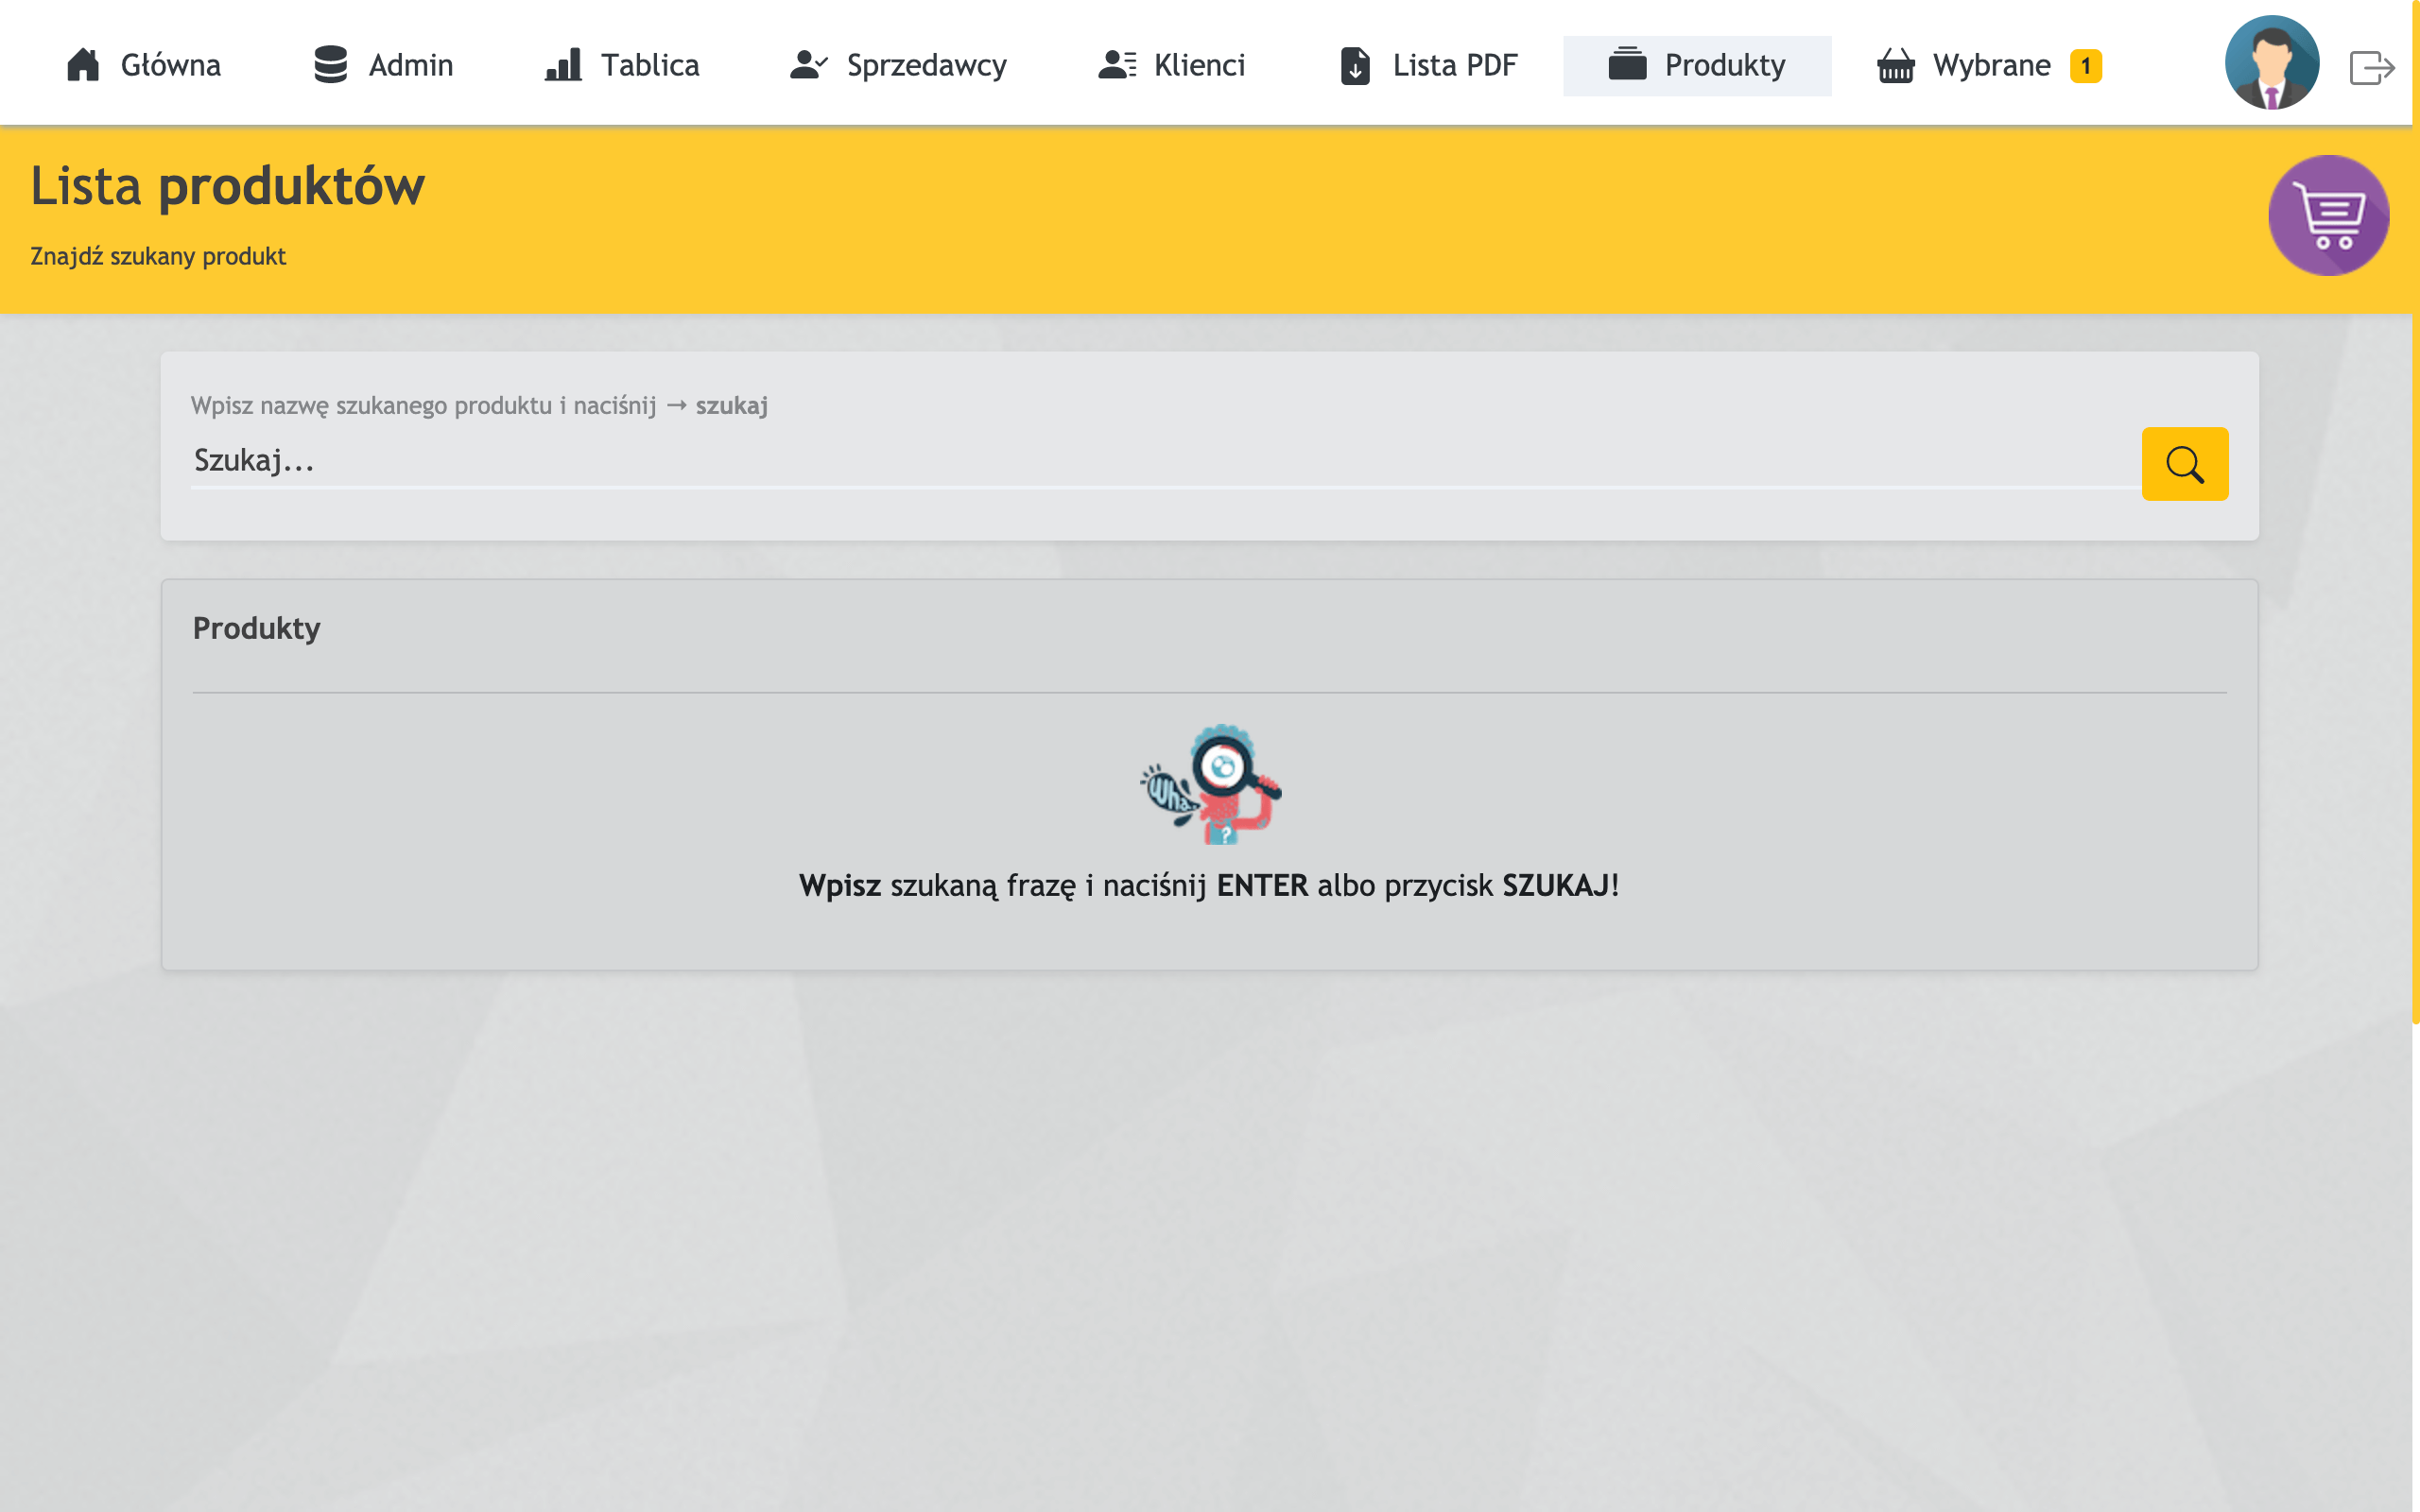 Główna Admin Tablica Sprzedawcy Klienci Lista PDF Produkty Wybrane 1
Lista produktów
Znajdź szukany produkt
Wpisz nazwę szukanego produktu i naciśnij → szukaj
Szukaj...
Produkty
Wha..
?
Wpisz szukaną frazę i naciśnij ENTER albo przycisk SZUKAJ!